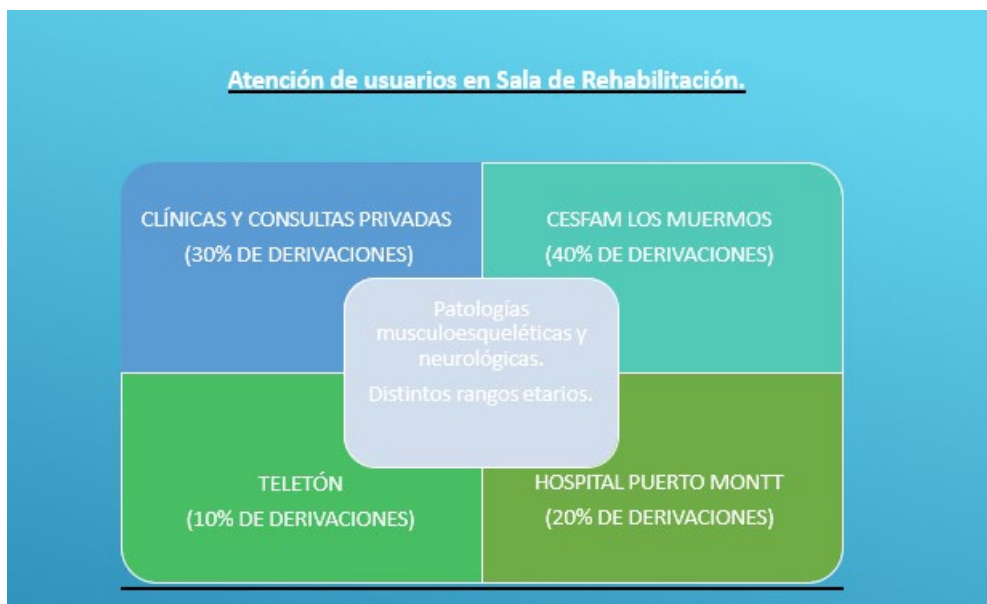 Atención de usuarios en Sala de Rehabilitación.
CLÍNICAS Y CONSULTAS PRIVADAS
(30% DE DERIVACIONES)
CESFAM LOS MUERMOS
(40% DE DERIVACIONES)
Patologías
musculoesqueléticas y
neurológicas.
Distintos rangos etarios.
TELETÓN
(10% DE DERIVACIONES)
HOSPITAL PUERTO MONTT
(20% DE DERIVACIONES)